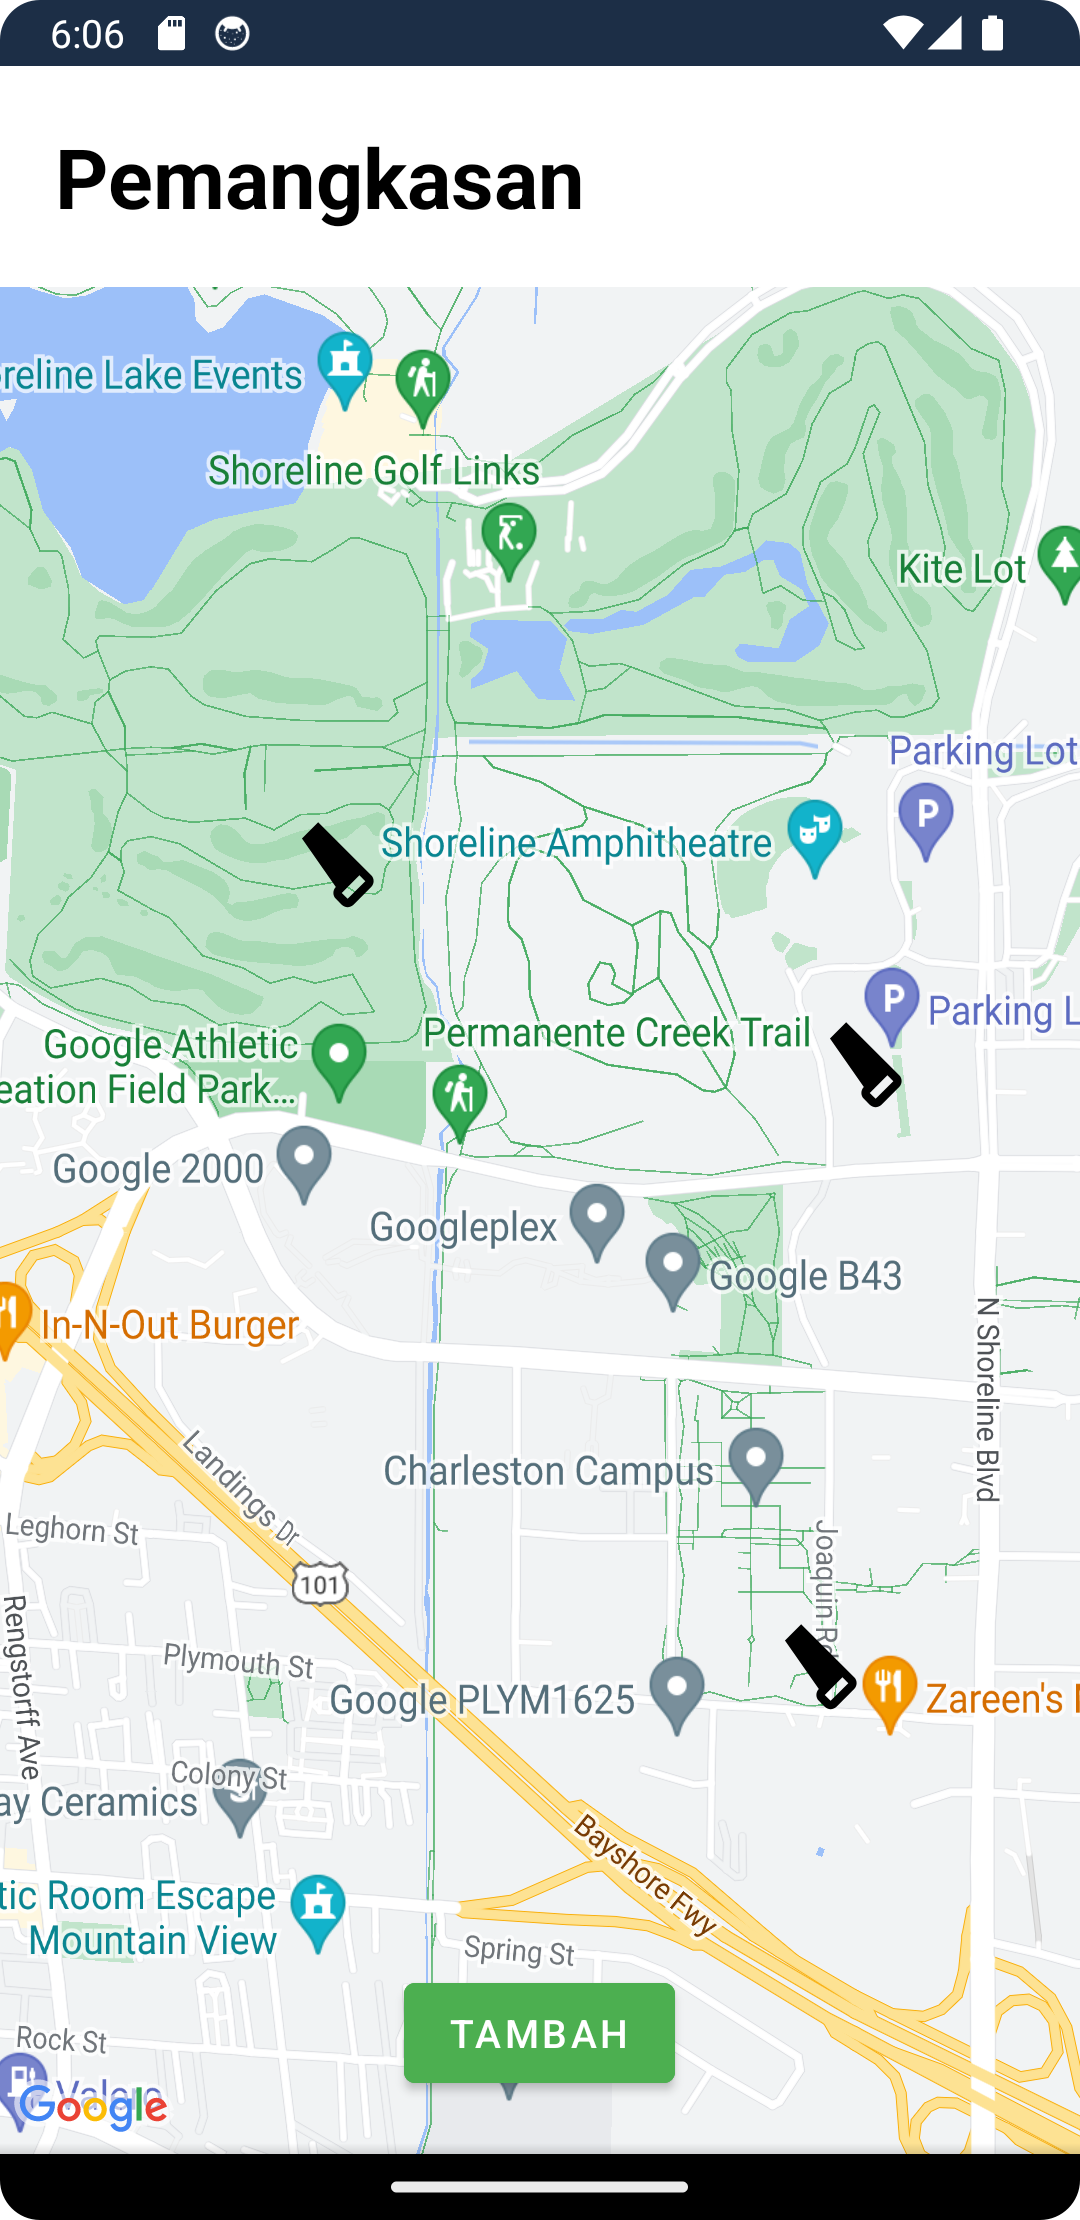 6:06
Pemangkasan
reline Lake Events
Shoreline Golf Links
Kite Lot
Parking Lot
Shoreline Amphitheatre
P
P
Parking L
Permanente Creek Trail
Google Athletic
eation Field Park...
Google 2000
Googleplex
Google B43
In-N-Out Burger
N Shoreline Blvd
Landings Dr
Charleston Campus
Leghorn St
101
Joaquin R
Rengstorff Ave
Plymouth St
Google PLYM1625
Zareen's
Colony St
ay Ceramics
Bayshore Fwy
tic Room Escape
Mountain View
Spring St
TAMBAH
Rock St
Valero
Google